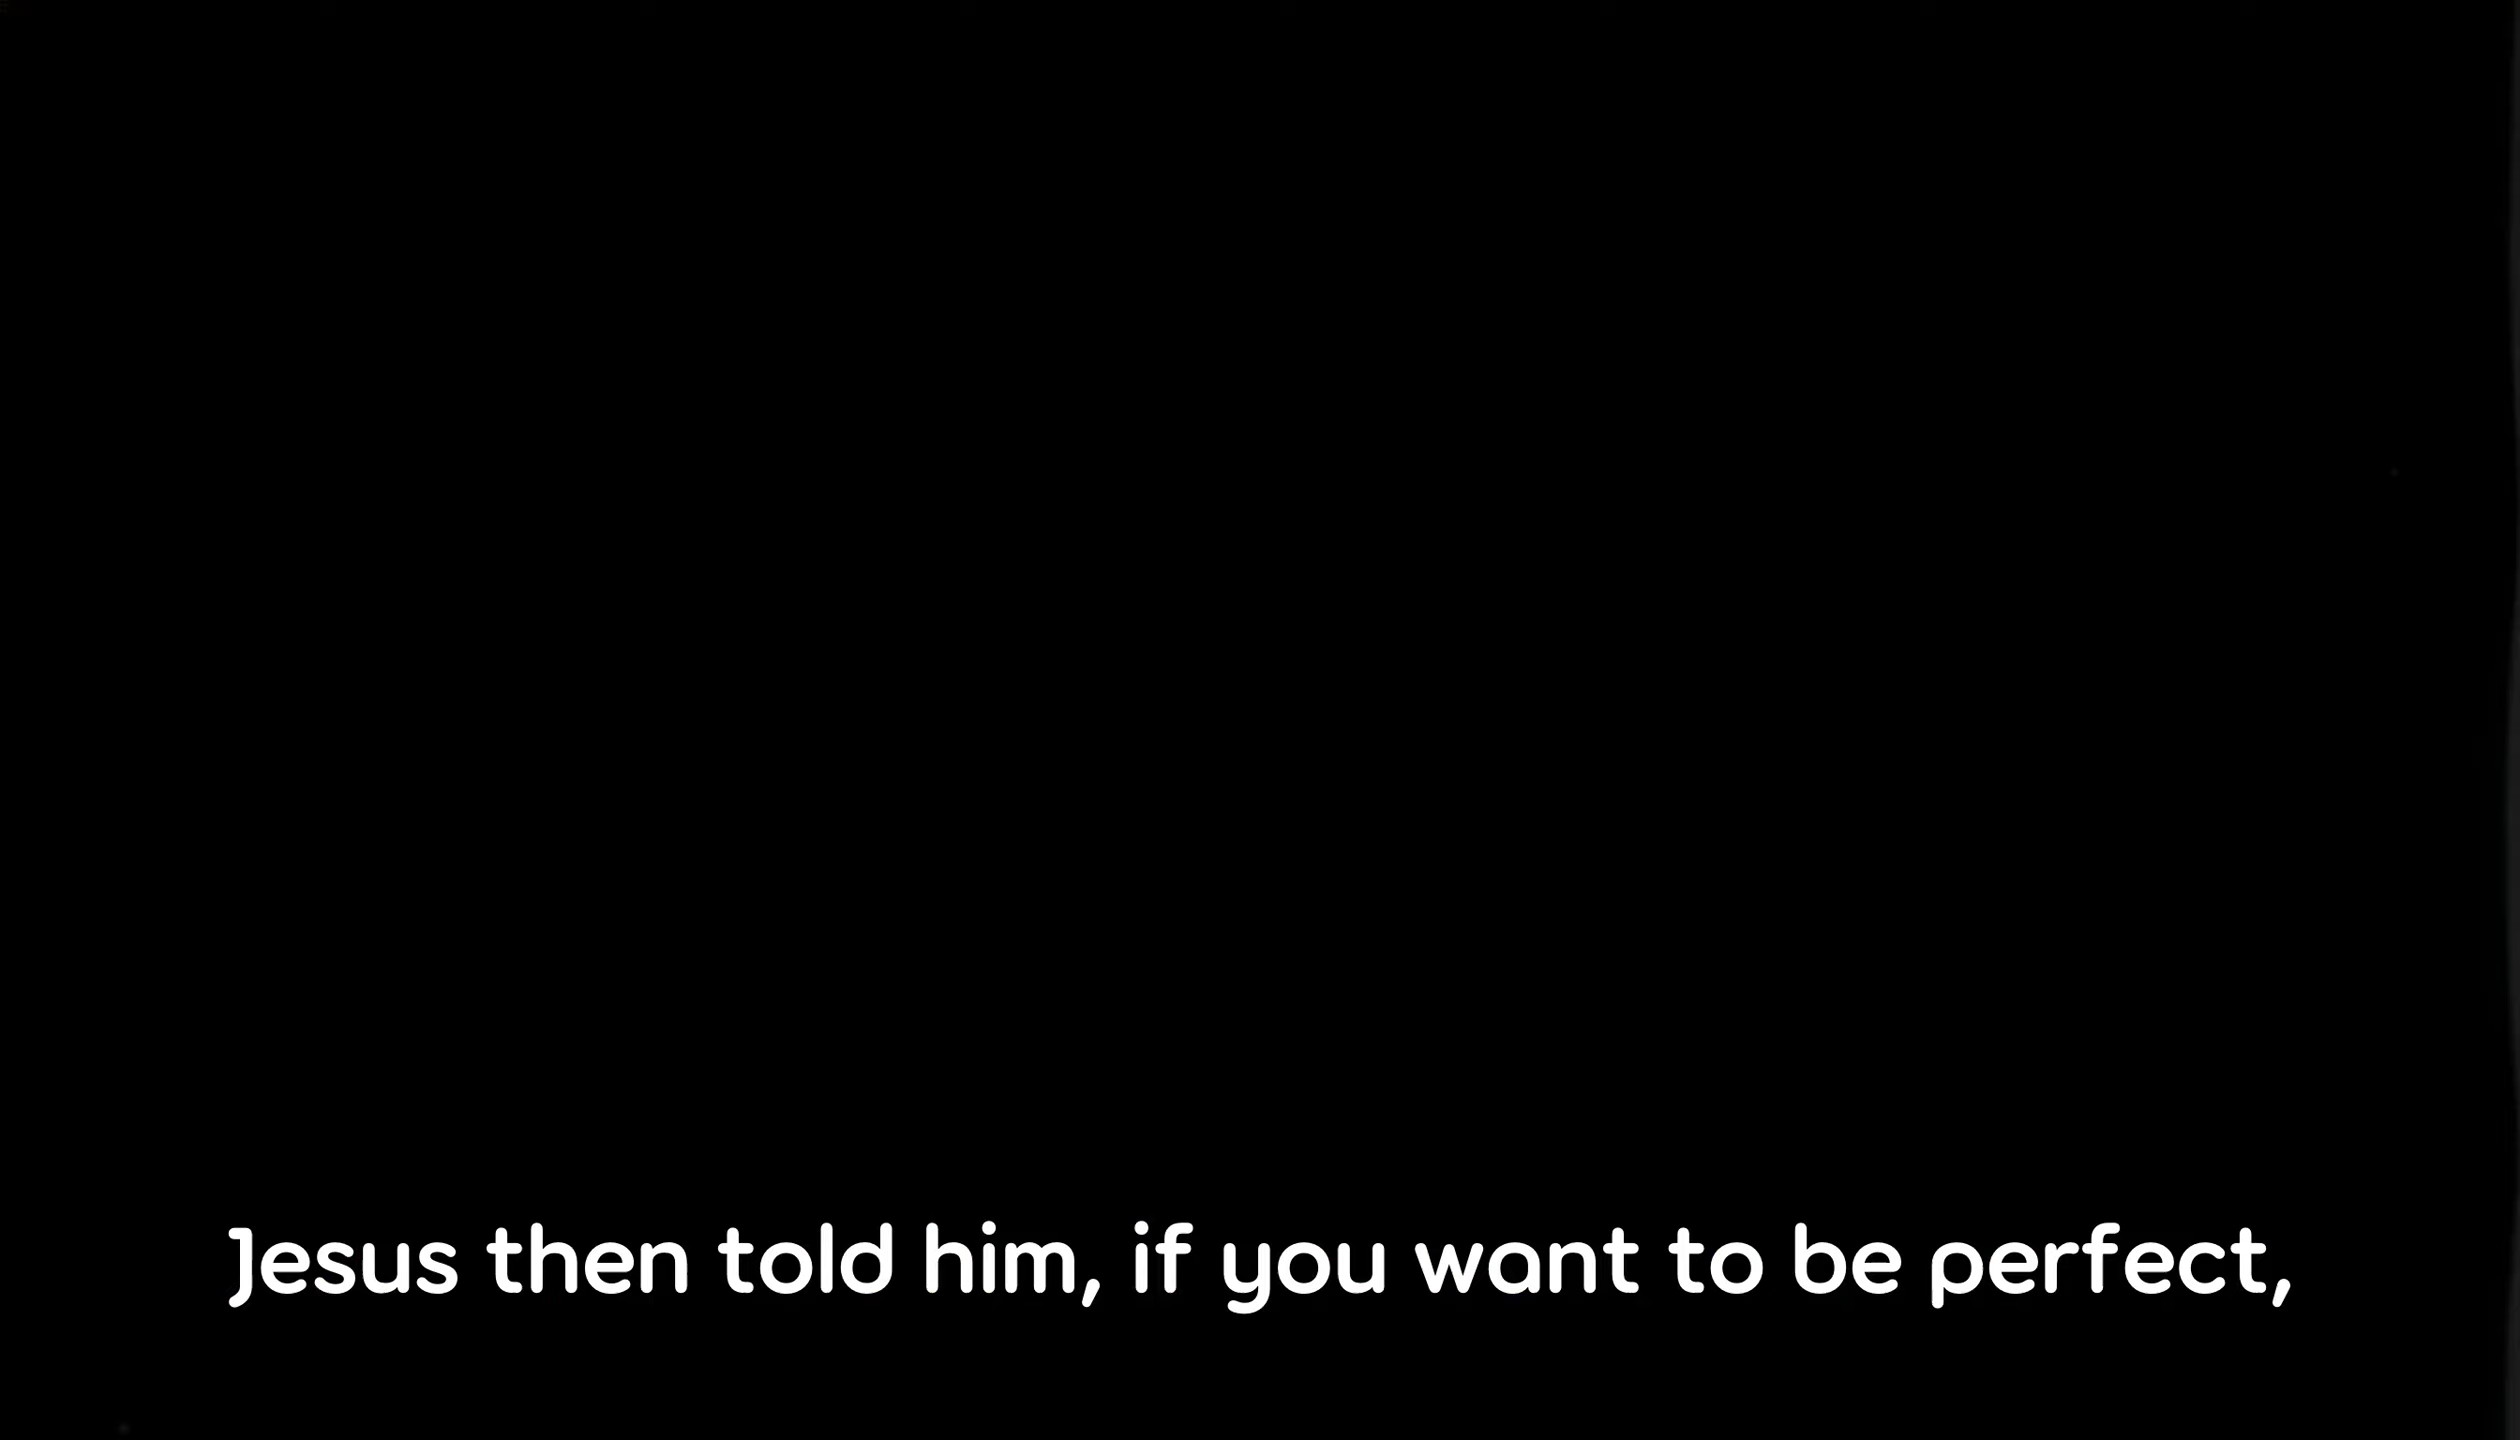 Jesus then told him, if you want to be perfect,